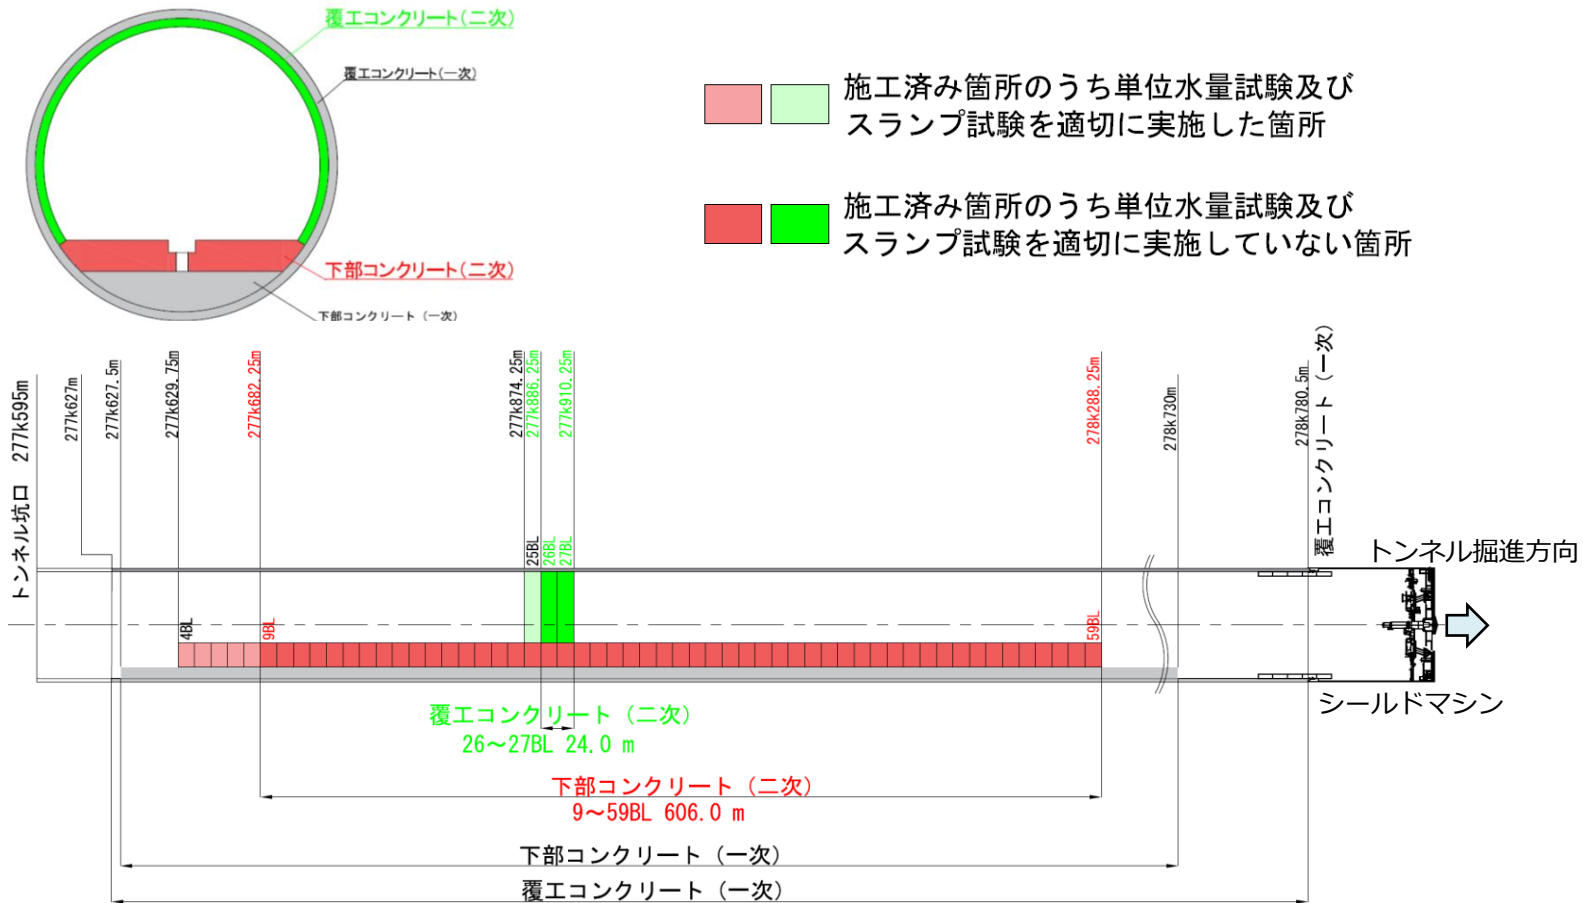 覆工コンクリート(二次)
覆工コンクリート(一次)
下部コンクリート(二次)
下部コンクリート(一次)
施工済み箇所のうち単位水量試験及び
スランプ試験を適切に実施した箇所
施工済み箇所のうち単位水量試験及び
スランプ試験を適切に実施していない箇所
トンネル坑口 277k595m
277k627m
277k627.5m
277k629.75m
277k682.25m
277k874.25m
277k886.25m
277k910.25m
278k288.25m
278k730m
278k780.5m
覆工コンクリート(一次)
トンネル掘進方向
25BL
26BL
27BL
4BL
9BL
59BL
シールドマシン
覆工コンクリート(二次)
26～27BL 24.0 m
下部コンクリート(二次)
9～59BL 606.0 m
下部コンクリート(一次)
覆工コンクリート(一次)